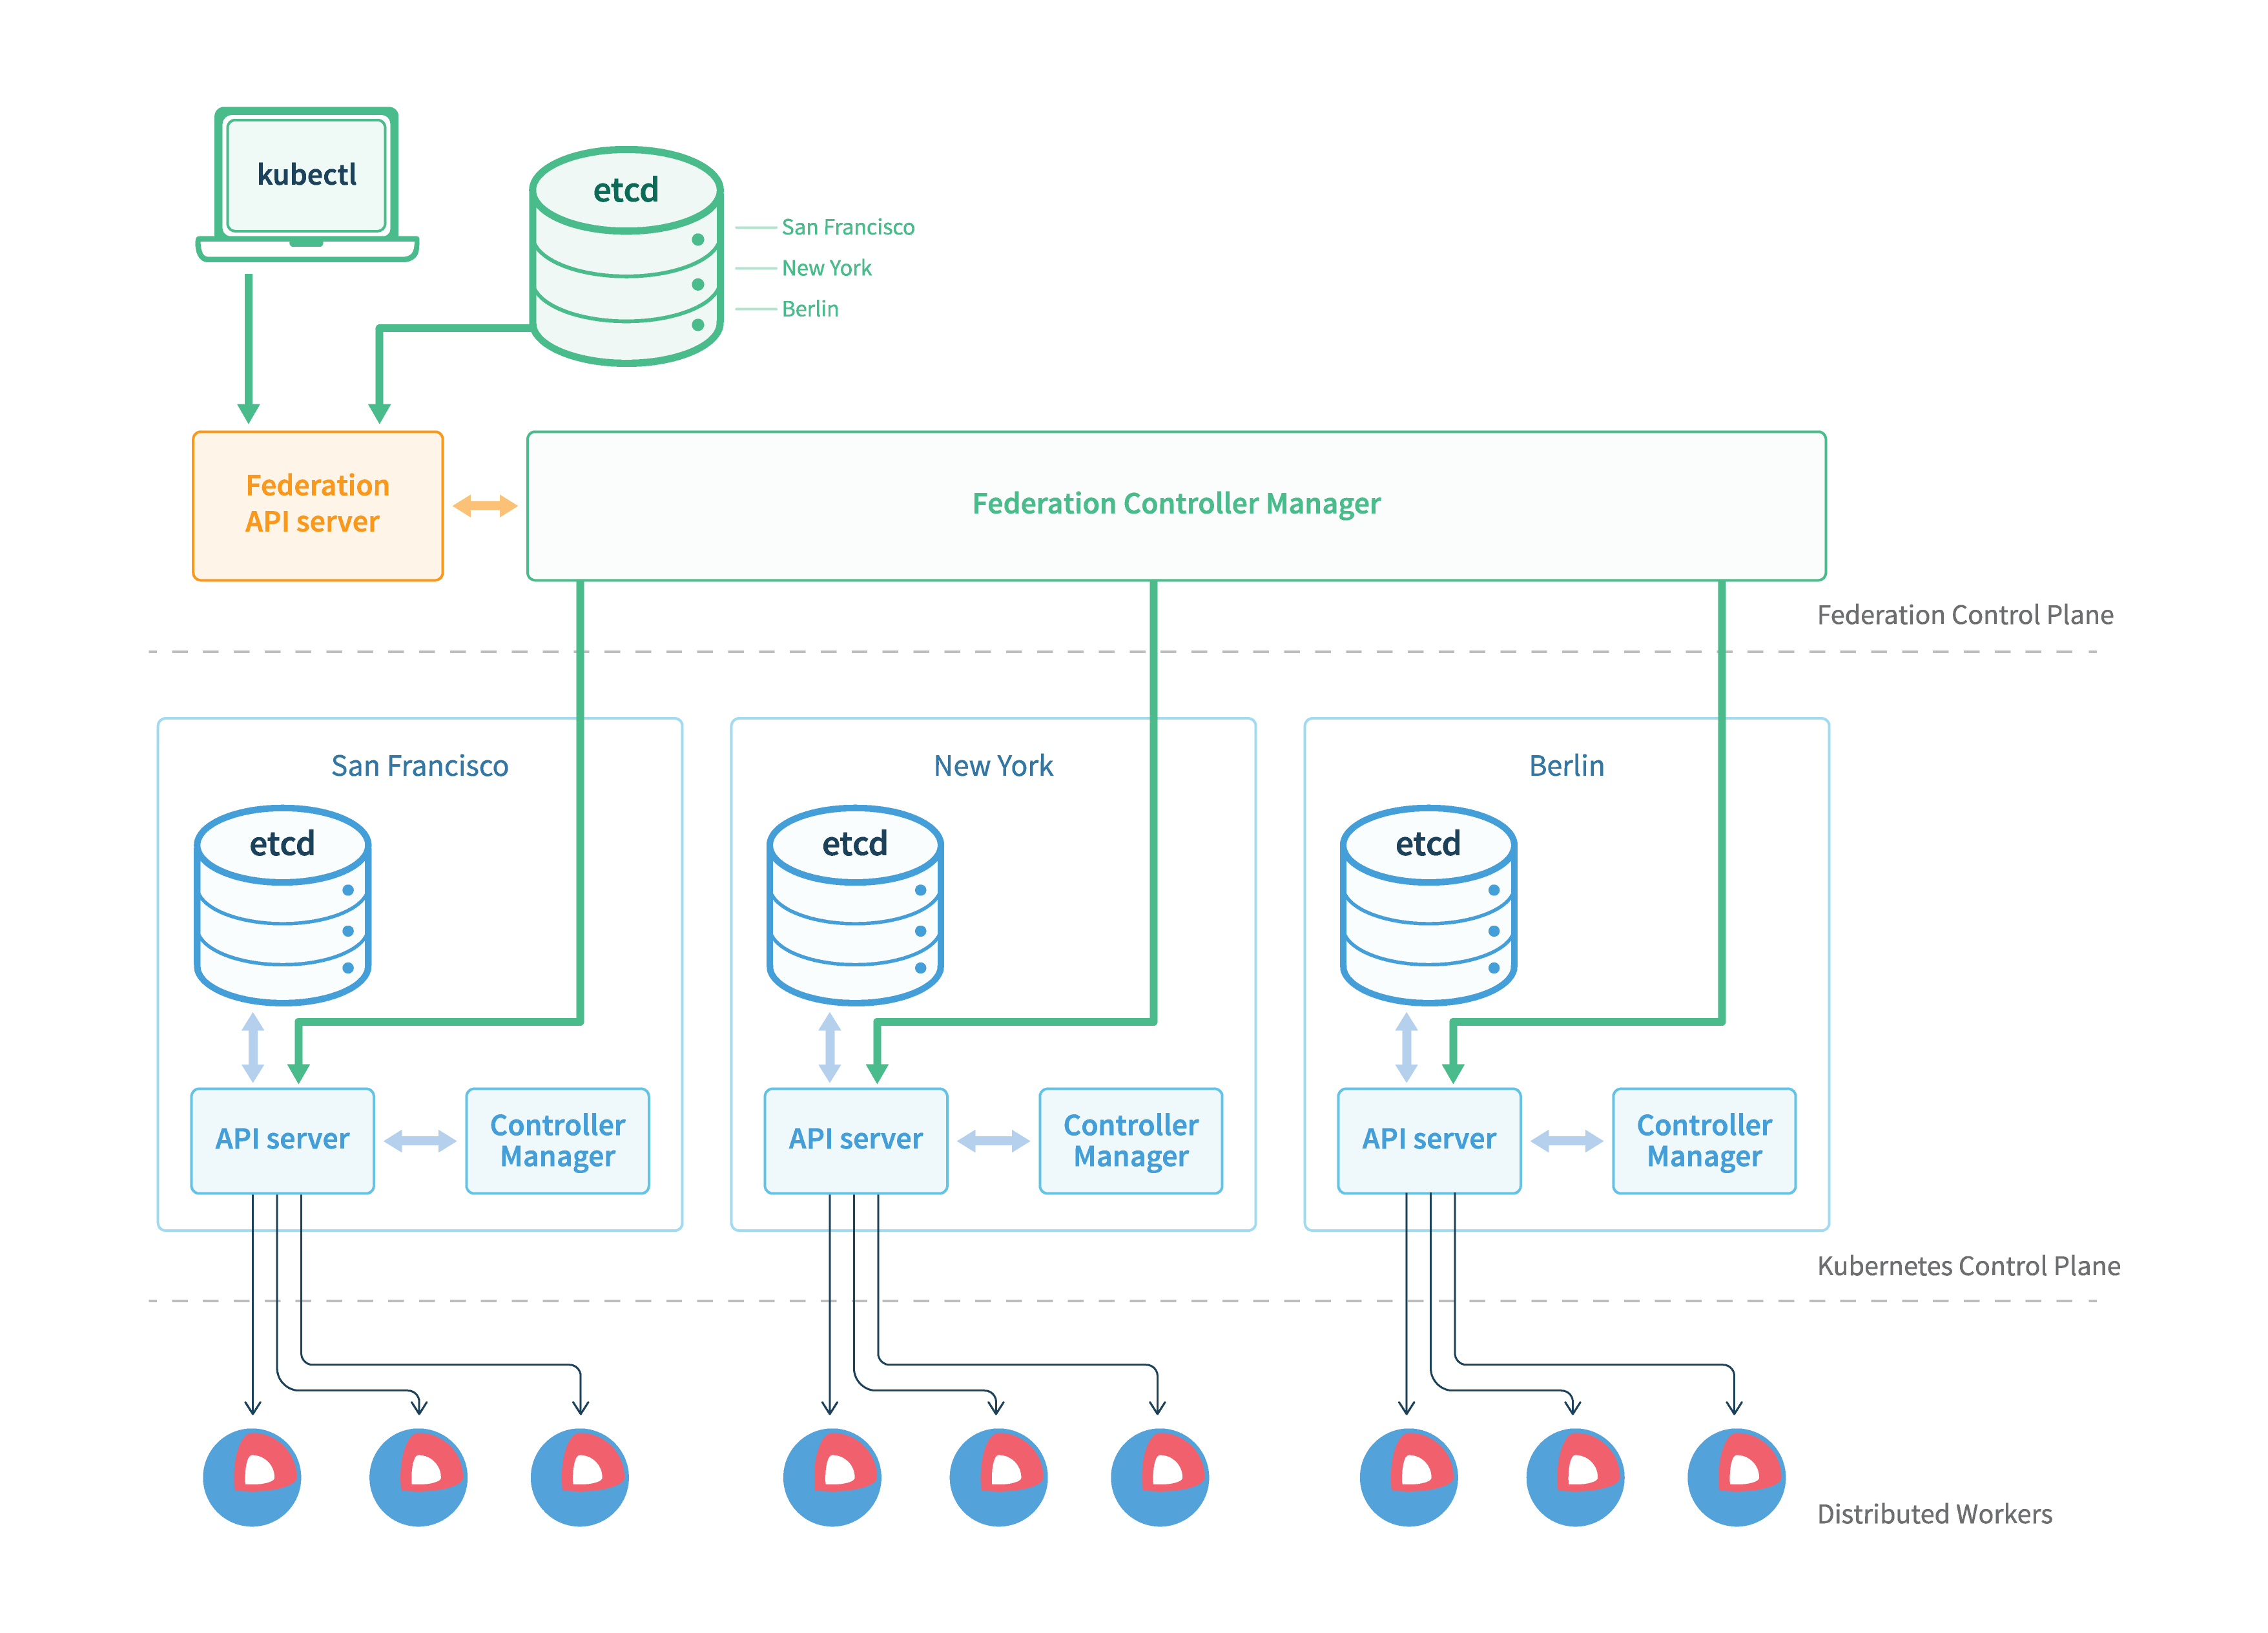 kubectl
etcd
San Francisco
New York
Berlin
Federation
API server
Federation Controller Manager
Federation Control Plane
San Francisco
etcd
API server
Controller
Manager
New York
etcd
API server
Controller
Manager
Berlin
etcd
API server
Controller
Manager
Kubernetes Control Plane
Distributed Workers